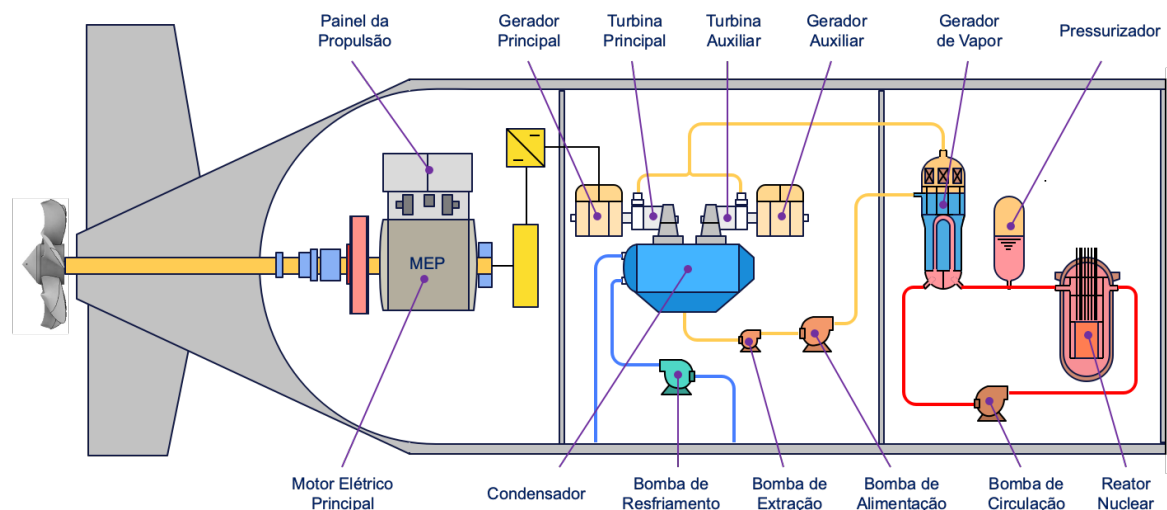 Painel da
Propulsão
Gerador
Principal
Turbina
Principal
Turbina
Auxiliar
Gerador
Auxiliar
Gerador
de Vapor
Pressurizador
MEP
Motor Elétrico
Principal
Condensador
Bomba de
Resfriamento
Bomba de
Extração
Bomba de
Alimentação
Bomba de
Circulação
Reator
Nuclear